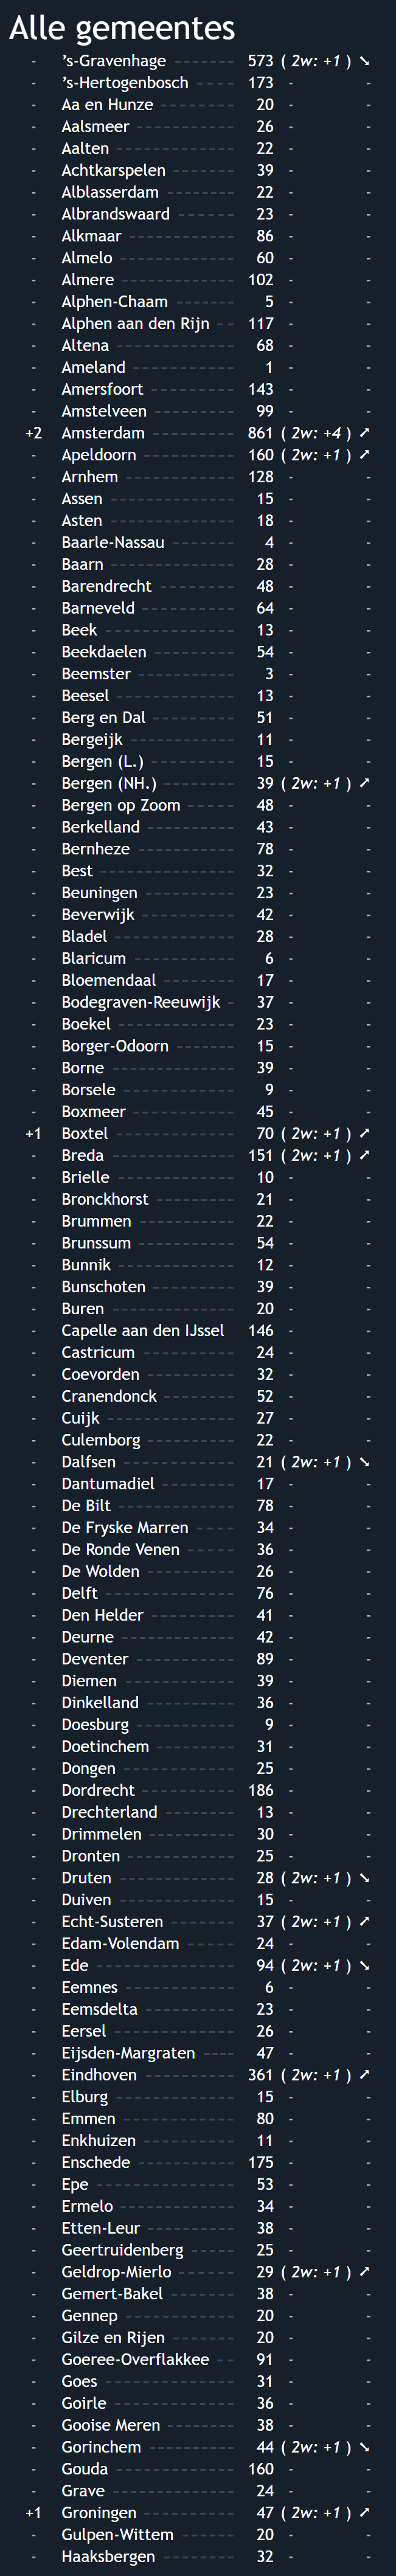 Alle gemeentes
- ’s-Gravenhage 573 ( 2w: +1 ) ➘
- ’s-Hertogenbosch 173 - -
- Aa en Hunze 20 - -
- Aalsmeer 26 - -
- Aalten 22 - -
- Achtkarspelen 39 - -
- Alblasserdam 22 - -
- Albrandswaard 23 - -
- Alkmaar 86 - -
- Almelo 60 - -
- Almere 102 - -
- Alphen-Chaam 5 - -
- Alphen aan den Rijn 117 - -
- Altena 68 - -
- Ameland 1 - -
- Amersfoort 143 - -
- Amstelveen 99 - -
+2 Amsterdam 861 ( 2w: +4 ) ➚
- Apeldoorn 160 ( 2w: +1 ) ➚
- Arnhem 128 - -
- Assen 15 - -
- Asten 18 - -
- Baarle-Nassau 4 - -
- Baarn 28 - -
- Barendrecht 48 - -
- Barneveld 64 - -
- Beek 13 - -
- Beekdaelen 54 - -
- Beemster 3 - -
- Beesel 13 - -
- Berg en Dal 51 - -
- Bergeijk 11 - -
- Bergen (L.) 15 - -
- Bergen (NH.) 39 ( 2w: +1 ) ➚
- Bergen op Zoom 48 - -
- Berkelland 43 - -
- Bernheze 78 - -
- Best 32 - -
- Beuningen 23 - -
- Beverwijk 42 - -
- Bladel 28 - -
- Blaricum 6 - -
- Bloemendaal 17 - -
- Bodegraven-Reeuwijk 37 - -
- Boekel 23 - -
- Borger-Odoorn 15 - -
- Borne 39 - -
- Borsele 9 - -
- Boxmeer 45 - -
+1 Boxtel 70 ( 2w: +1 ) ➚
- Breda 151 ( 2w: +1 ) ➚
- Brielle 10 - -
- Bronckhorst 21 - -
- Brummen 22 - -
- Brunssum 54 - -
- Bunnik 12 - -
- Bunschoten 39 - -
- Buren 20 - -
- Capelle aan den IJssel 146 - -
- Castricum 24 - -
- Coevorden 32 - -
- Cranendonck 52 - -
- Cuijk 27 - -
- Culemborg 22 - -
- Dalfsen 21 ( 2w: +1 ) ➘
- Dantumadiel 17 - -
- De Bilt 78 - -
- De Fryske Marren 34 - -
- De Ronde Venen 36 - -
- De Wolden 26 - -
- Delft 76 - -
- Den Helder 41 - -
- Deurne 42 - -
- Deventer 89 - -
- Diemen 39 - -
- Dinkelland 36 - -
- Doesburg 9 - -
- Doetinchem 31 - -
- Dongen 25 - -
- Dordrecht 186 - -
- Drechterland 13 - -
- Drimmelen 30 - -
- Dronten 25 - -
- Druten 28 ( 2w: +1 ) ➘
- Duiven 15 - -
- Echt-Susteren 37 ( 2w: +1 ) ➚
- Edam-Volendam 24 - -
- Ede 94 ( 2w: +1 ) ➘
- Eemnes 6 - -
- Eemsdelta 23 - -
- Eersel 26 - -
- Eijsden-Margraten 47 - -
- Eindhoven 361 ( 2w: +1 ) ➚
- Elburg 15 - -
- Emmen 80 - -
- Enkhuizen 11 - -
- Enschede 175 - -
- Epe 53 - -
- Ermelo 34 - -
- Etten-Leur 38 - -
- Geertruidenberg 25 - -
- Geldrop-Mierlo 29 ( 2w: +1 ) ➚
- Gemert-Bakel 38 - -
- Gennep 20 - -
- Gilze en Rijen 20 - -
- Goeree-Overflakkee 91 - -
- Goes 31 - -
- Goirle 36 - -
- Gooise Meren 38 - -
- Gorinchem 44 ( 2w: +1 ) ➘
- Gouda 160 - -
- Grave 24 - -
+1 Groningen 47 ( 2w: +1 ) ➚
- Gulpen-Wittem 20 - -
- Haaksbergen 32 - -